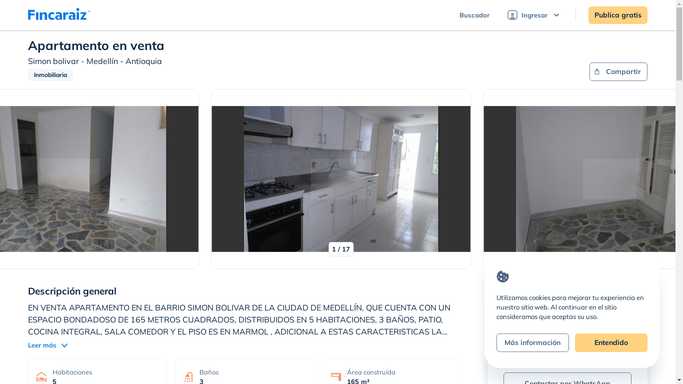 Fincaraiz
Buscador
Ingresar
Publica gratis
Apartamento en venta
Simon bolivar - Medellín - Antioquia
Inmobiliaria
Compartir
1 / 17
Descripción general
EN VENTA APARTAMENTO EN EL BARRIO SIMON BOLIVAR DE LA CIUDAD DE MEDELLÍN, QUE CUENTA CON UN
ESPACIO BONDADOSO DE 165 METROS CUADRADOS, DISTRIBUIDOS EN 5 HABITACIONES, 3 BAÑOS, PATIO,
COCINA INTEGRAL, SALA COMEDOR Y EL PISO ES EN MARMOL , ADICIONAL A ESTAS CARACTERISTICAS LA...
Leer más
Habitaciones
5
Baños
3
Área construida
165 m²
Utilizamos cookies para mejorar tu experiencia en
nuestro sitio web. Al continuar en el sitio
consideramos que aceptas su uso.
Más información
Entendido
Contactar por WhatsApp